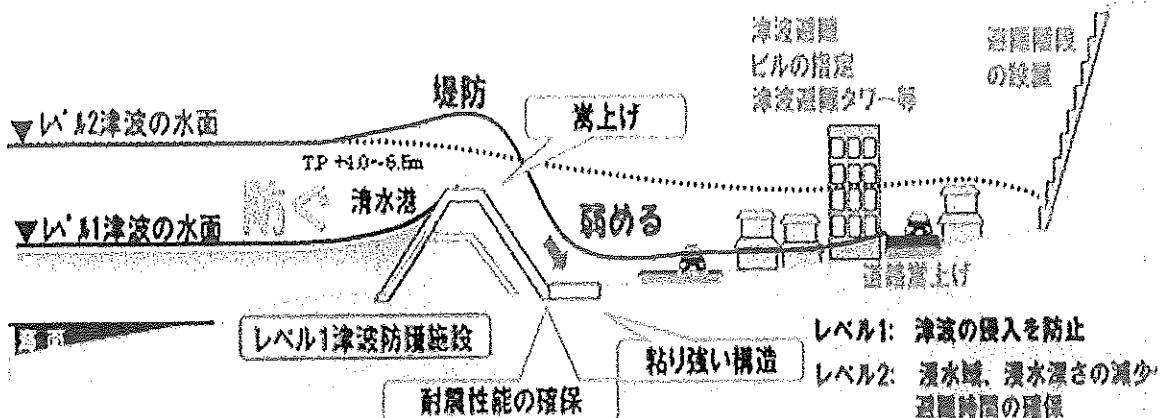 津波避難
ビルの指定
津波避難タワー等
避難階段
の設置
堤防
嵩上げ
レベル2津波の水面
防ぐ
清水港
レベル1津波の水面
弱める
道路嵩上げ
海面
レベル1津波防護施設
粘り強い構造
耐震性能の確保
レベル1: 津波の侵入を防止
レベル2: 浸水域、浸水深さの減少
避難時間の確保